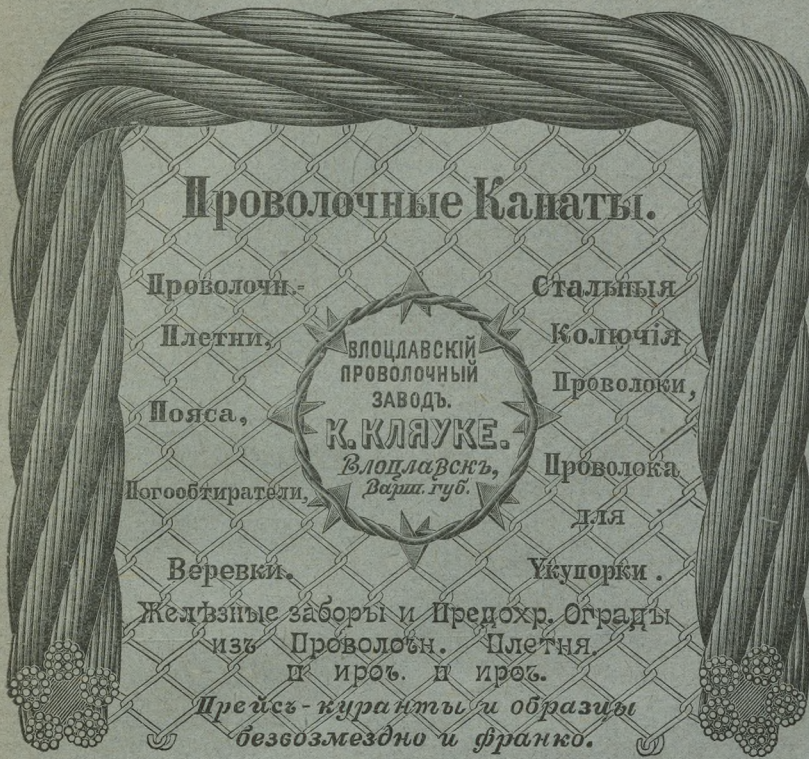 Проволочные Канаты.
Проволочн.-
Плетни,
Пояса,
Ногообтиратели,
Веревки.
ВЛОЦЛАВСКІЙ
ПРОВОЛОЧНЫЙ
ЗАВОДЪ.
К. КЛЯУКЕ.
Влоцлавскъ,
Варш. губ.
Стальныя
Колючія
Проволоки,
Проволока
для
Укупорки.
Желѣзные заборы и Предохр. Ограды
изъ Проволочн. Плетня.
и проч. и проч.
Прейсъ-куранты и образцы
безвозмездно и франко.